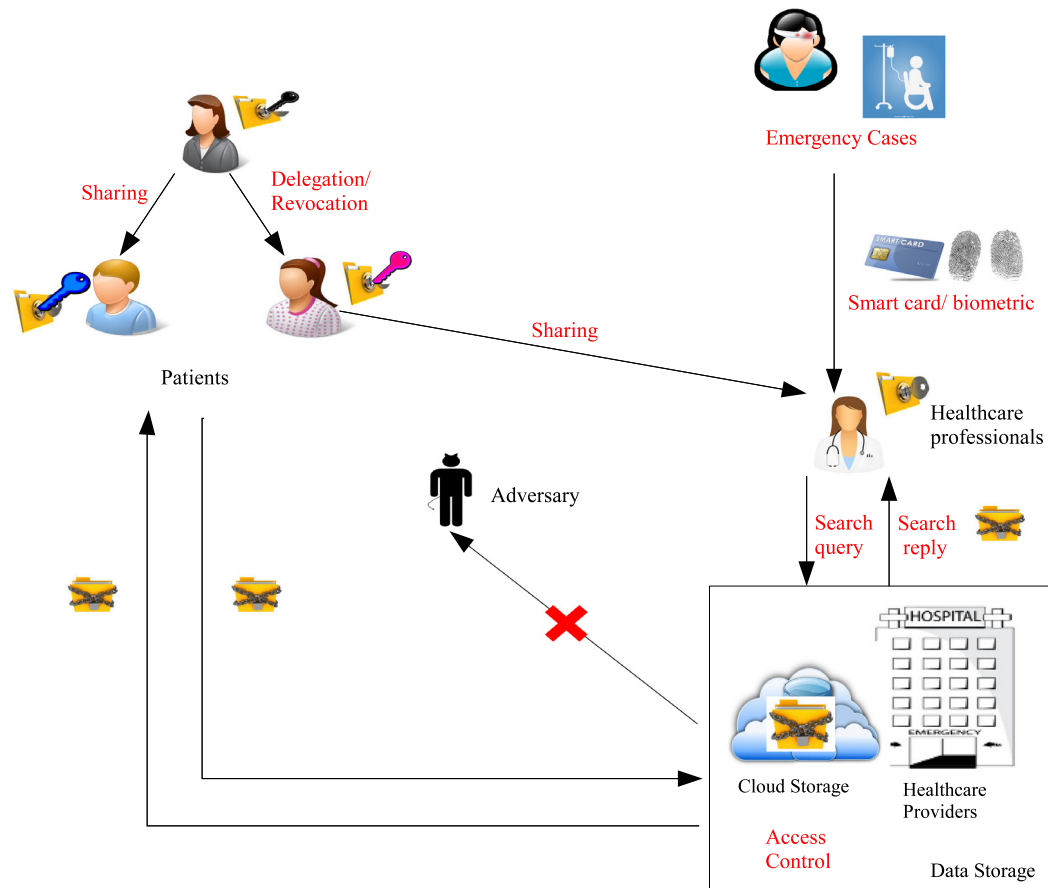 Emergency Cases
Sharing
Delegation/
Revocation
SMART CARD
Smart card/ biometric
Sharing
Patients
Healthcare
professionals
Adversary
Search
query
Search
reply
HOSPITAL
EMERGENCY
Cloud Storage
Healthcare
Providers
Access
Control
Data Storage